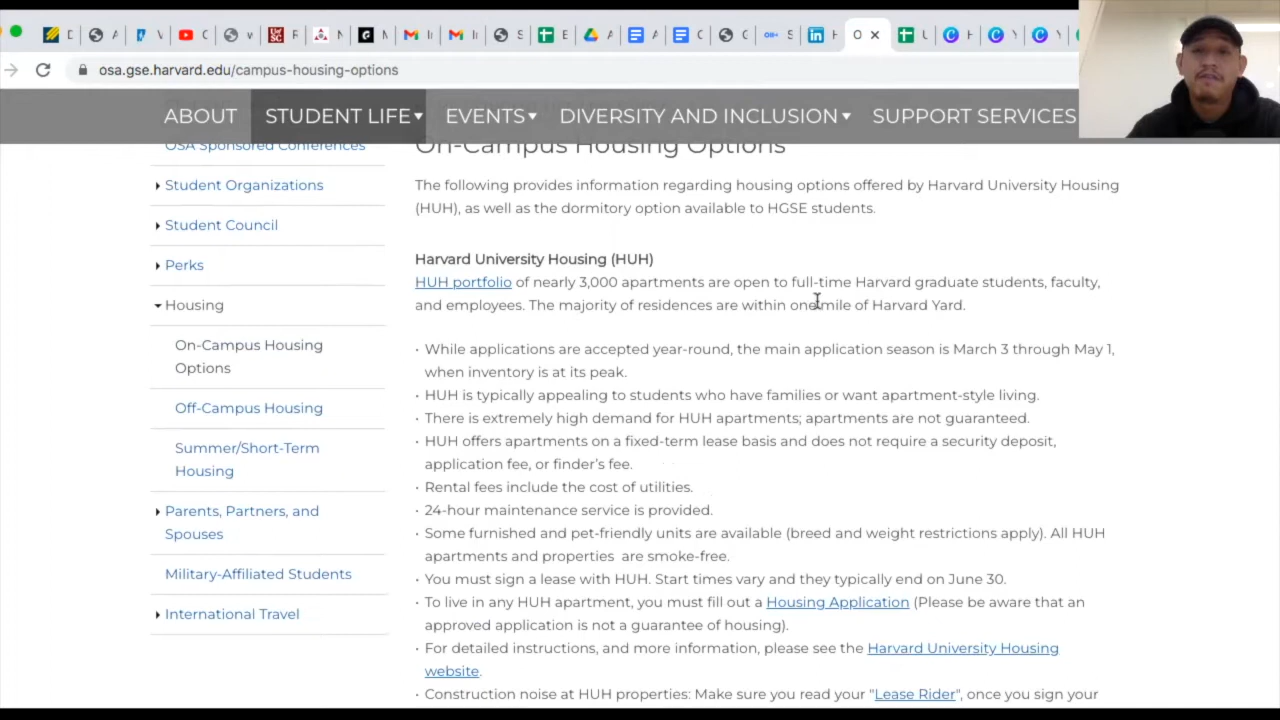 osa.gse.harvard.edu/campus-housing-options
ABOUT STUDENT LIFE EVENTS DIVERSITY AND INCLUSION SUPPORT SERVICES
OSA Sponsored Conferences
Student Organizations
Student Council
Perks
Housing
On-Campus Housing
Options
Off-Campus Housing
Summer/Short-Term
Housing
Parents, Partners, and
Spouses
Military-Affiliated Students
International Travel
On-Campus Housing Options
The following provides information regarding housing options offered by Harvard University Housing
(HUH), as well as the dormitory option available to HGSE students.
Harvard University Housing (HUH)
HUH portfolio of nearly 3,000 apartments are open to full-time Harvard graduate students, faculty,
and employees. The majority of residences are within one mile of Harvard Yard.
• While applications are accepted year-round, the main application season is March 3 through May 1,
when inventory is at its peak.
• HUH is typically appealing to students who have families or want apartment-style living.
• There is extremely high demand for HUH apartments; apartments are not guaranteed.
• HUH offers apartments on a fixed-term lease basis and does not require a security deposit,
application fee, or finder's fee.
• Rental fees include the cost of utilities.
• 24-hour maintenance service is provided.
• Some furnished and pet-friendly units are available (breed and weight restrictions apply). All HUH
apartments and properties are smoke-free.
• You must sign a lease with HUH. Start times vary and they typically end on June 30.
• To live in any HUH apartment, you must fill out a Housing Application (Please be aware that an
approved application is not a guarantee of housing).
• For detailed instructions, and more information, please see the Harvard University Housing
website.
• Construction noise at HUH properties: Make sure you read your "Lease Rider", once you sign your